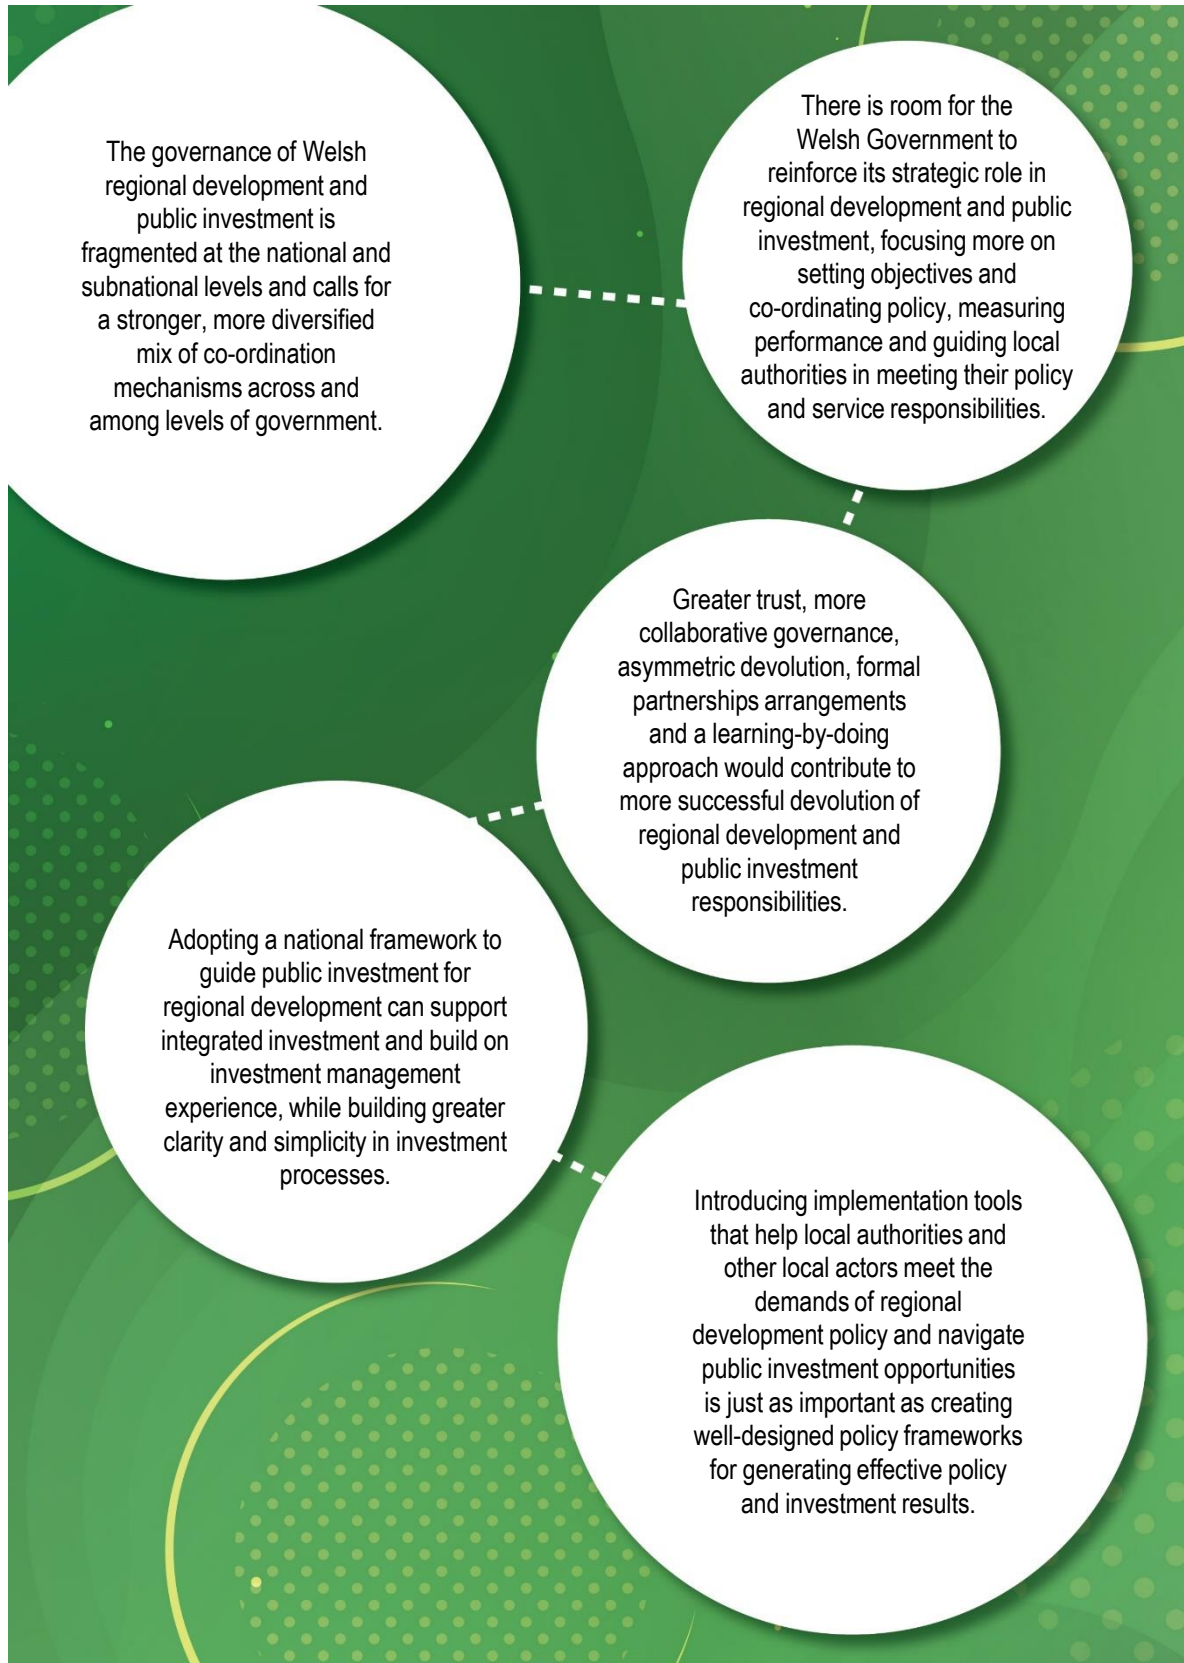 The governance of Welsh
regional development and
public investment is
fragmented at the national and
subnational levels and calls for
a stronger, more diversified
mix of co-ordination
mechanisms across and
among levels of government.
There is room for the
Welsh Government to
reinforce its strategic role in
regional development and public
investment, focusing more on
setting objectives and
co-ordinating policy, measuring
performance and guiding local
authorities in meeting their policy
and service responsibilities.
Greater trust, more
collaborative governance,
asymmetric devolution, formal
partnerships arrangements
and a learning-by-doing
approach would contribute to
more successful devolution of
regional development and
public investment
responsibilities.
Adopting a national framework to
guide public investment for
regional development can support
integrated investment and build on
investment management
experience, while building greater
clarity and simplicity in investment
processes.
Introducing implementation tools
that help local authorities and
other local actors meet the
demands of regional
development policy and navigate
public investment opportunities
is just as important as creating
well-designed policy frameworks
for generating effective policy
and investment results.